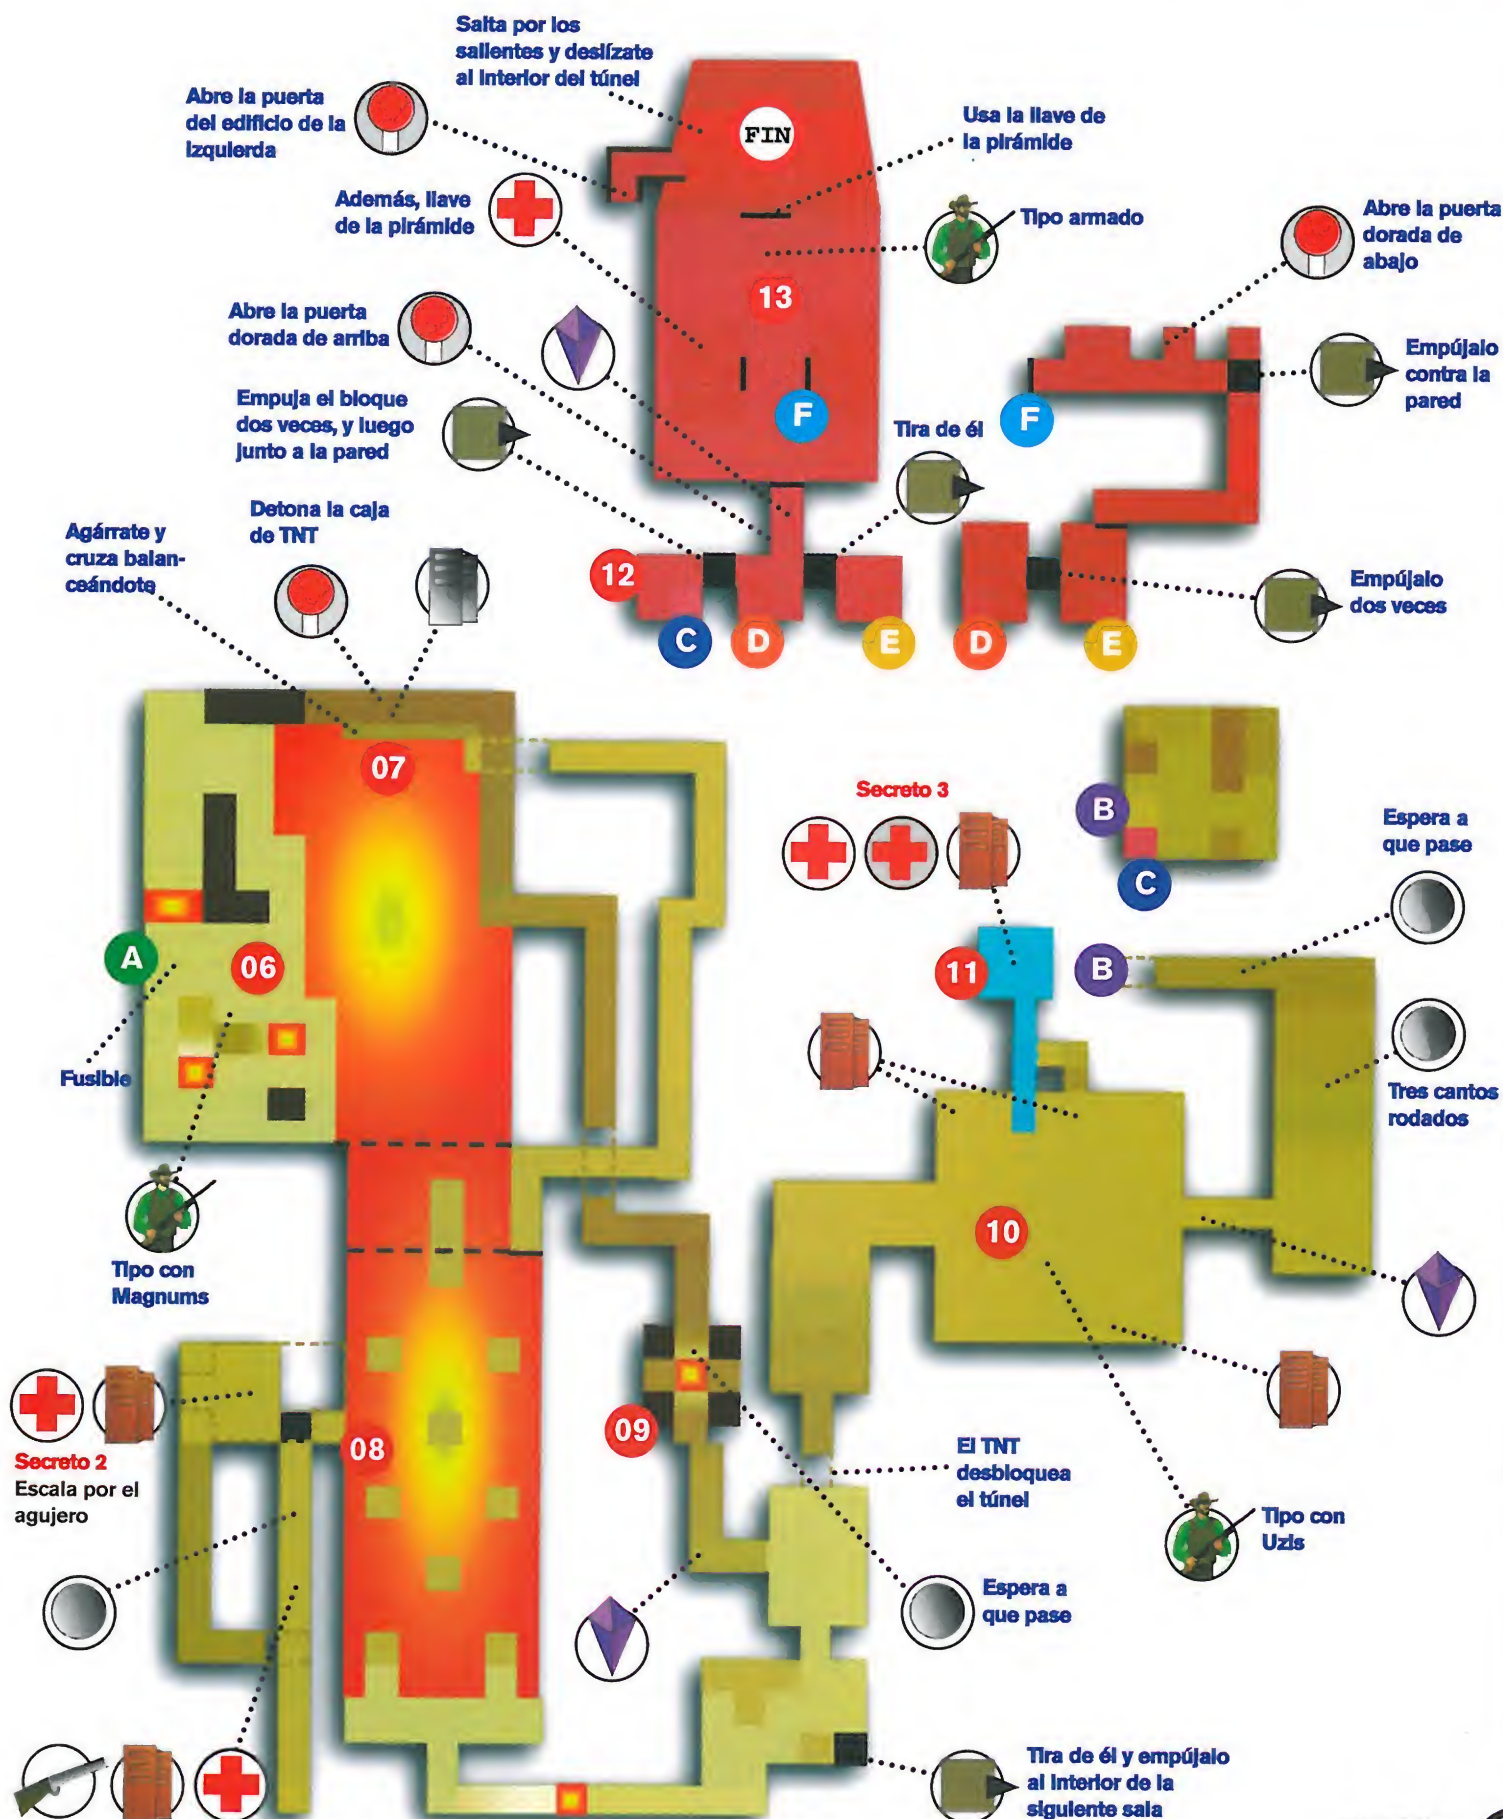 Salta por los
salientes y deslízate
al interior del túnel
Abre la puerta
del edificio de la
izquierda
FIN
Usa la llave de
la pirámide
Además, llave
de la pirámide
Tipo armado
Abre la puerta
dorada de
abajo
13
Abre la puerta
dorada de arriba
Empújalo
contra la
pared
Empuja el bloque
dos veces, y luego
junto a la pared
F
F
Tira de él
Detona la caja
de TNT
Agárrate y
cruza balan-
ceándote
12
Empújalo
dos veces
C
D
E
D
E
07
Secreto 3
B
Espera a
que pase
C
A
06
11
B
Fusible
Tres cantos
rodados
10
Tipo con
Magnums
08
09
Secreto 2
Escala por el
agujero
El TNT
desbloquea
el túnel
Tipo con
Uzis
Espera a
que pase
Tira de él y empújalo
al interior de la
siguiente sala